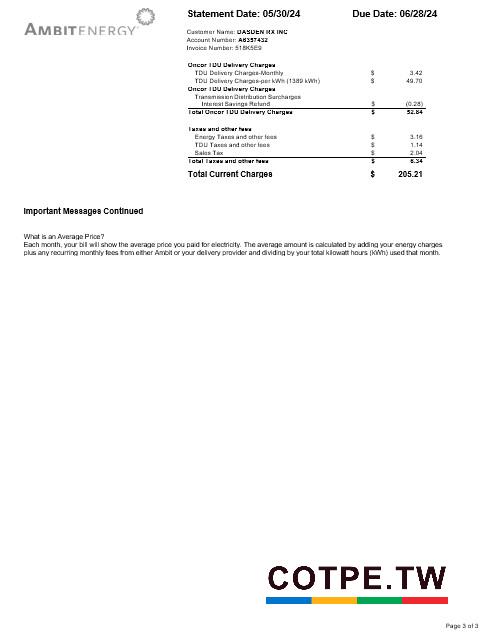 AMBITENERGY
Statement Date: 05/30/24 Due Date: 06/28/24
Customer Name: DASDEN RX INC
Account Number: A6357432
Invoice Number: 518K5E9
Oncor TDU Delivery Charges
TDU Delivery Charges-Monthly $ 3.42
TDU Delivery Charges-per kWh (1389 kWh) $ 49.70
Oncor TDU Delivery Charges
Transmission Distribution Surcharges
Interest Savings Refund $ (0.28)
Total Oncor TDU Delivery Charges $ 52.84
Taxes and other fees
Energy Taxes and other fees $ 3.16
TDU Taxes and other fees $ 1.14
Sales Tax $ 2.04
Total Taxes and other fees $ 6.34
Total Current Charges $ 205.21
Important Messages Continued
What is an Average Price?
Each month, your bill will show the average price you paid for electricity. The average amount is calculated by adding your energy charges
plus any recurring monthly fees from either Ambit or your delivery provider and dividing by your total kilowatt hours (kWh) used that month.
COTPE.TW
Page 3 of 3